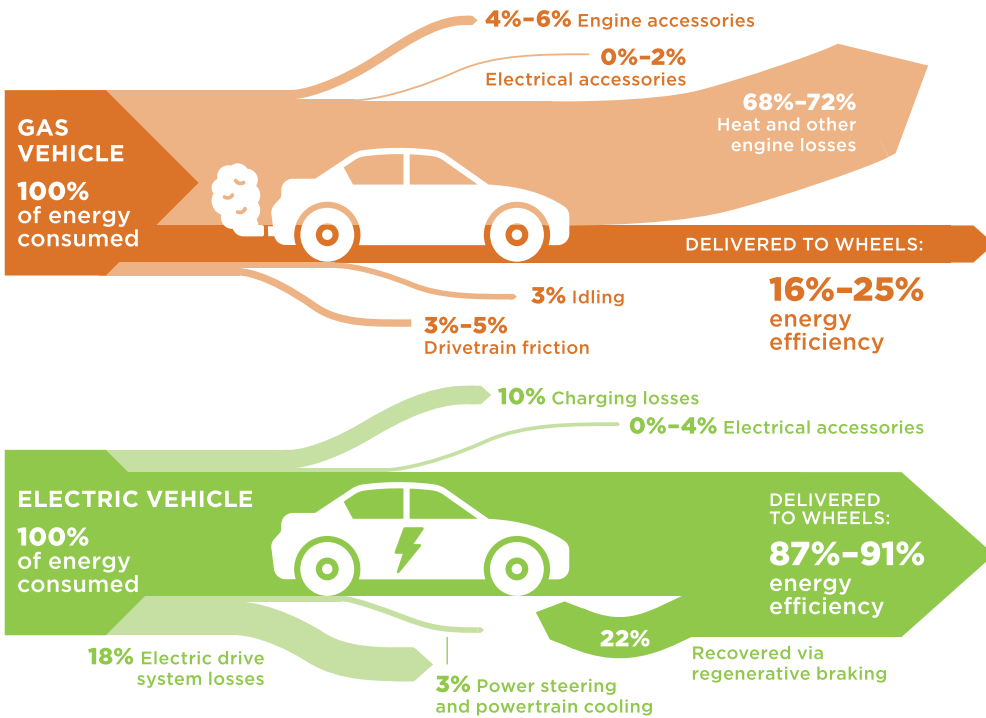 4%–6% Engine accessories
0%–2%
Electrical accessories
68%–72%
Heat and other
engine losses
GAS
VEHICLE
100%
of energy
consumed
DELIVERED TO WHEELS:
16%–25%
energy
efficiency
3% Idling
3%–5%
Drivetrain friction
10% Charging losses
0%–4% Electrical accessories
ELECTRIC VEHICLE
100%
of energy
consumed
DELIVERED
TO WHEELS:
87%–91%
energy
efficiency
22%
Recovered via
regenerative braking
18% Electric drive
system losses
3% Power steering
and powertrain cooling